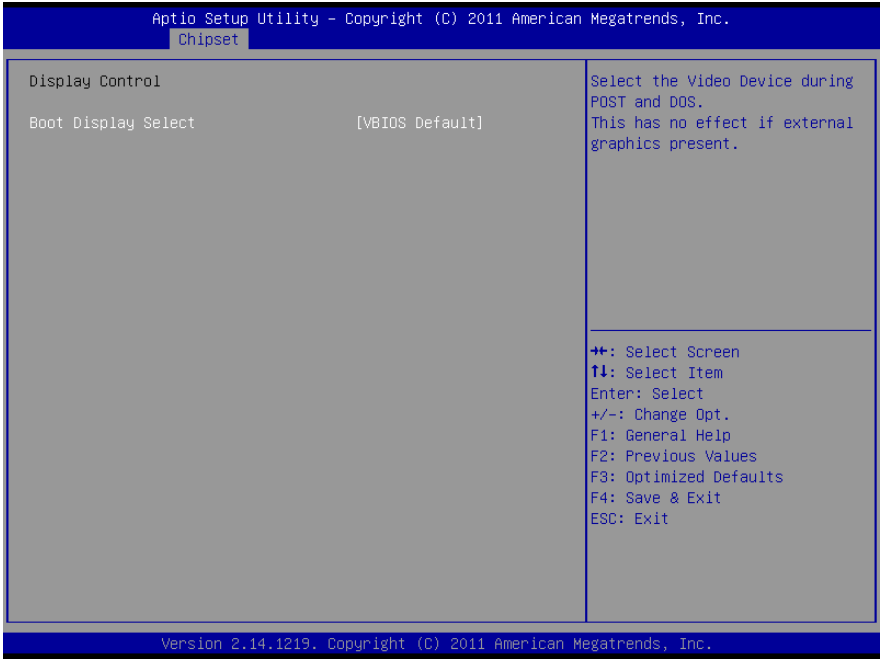 Aptio Setup Utility – Copyright (C) 2011 American Megatrends, Inc.
Chipset
Display Control
Boot Display Select [VBIOS Default]
Select the Video Device during
POST and DOS.
This has no effect if external
graphics present.
→←: Select Screen
↑↓: Select Item
Enter: Select
+/-: Change Opt.
F1: General Help
F2: Previous Values
F3: Optimized Defaults
F4: Save & Exit
ESC: Exit
Version 2.14.1219. Copyright (C) 2011 American Megatrends, Inc.